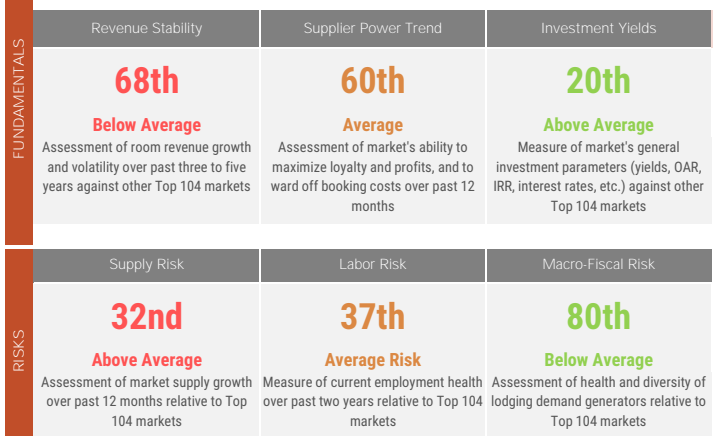 FUNDAMENTALS
Revenue Stability
68th
Below Average
Assessment of room revenue growth
and volatility over past three to five
years against other Top 104 markets
Supplier Power Trend
60th
Average
Assessment of market's ability to
maximize loyalty and profits, and to
ward off booking costs over past 12
months
Investment Yields
20th
Above Average
Measure of market's general
investment parameters (yields, OAR,
IRR, interest rates, etc.) against other
Top 104 markets
RISKS
Supply Risk
32nd
Above Average
Assessment of market supply growth
over past 12 months relative to Top
104 markets
Labor Risk
37th
Average Risk
Measure of current employment health
over past two years relative to Top 104
markets
Macro-Fiscal Risk
80th
Below Average
Assessment of health and diversity of
lodging demand generators relative to
Top 104 markets